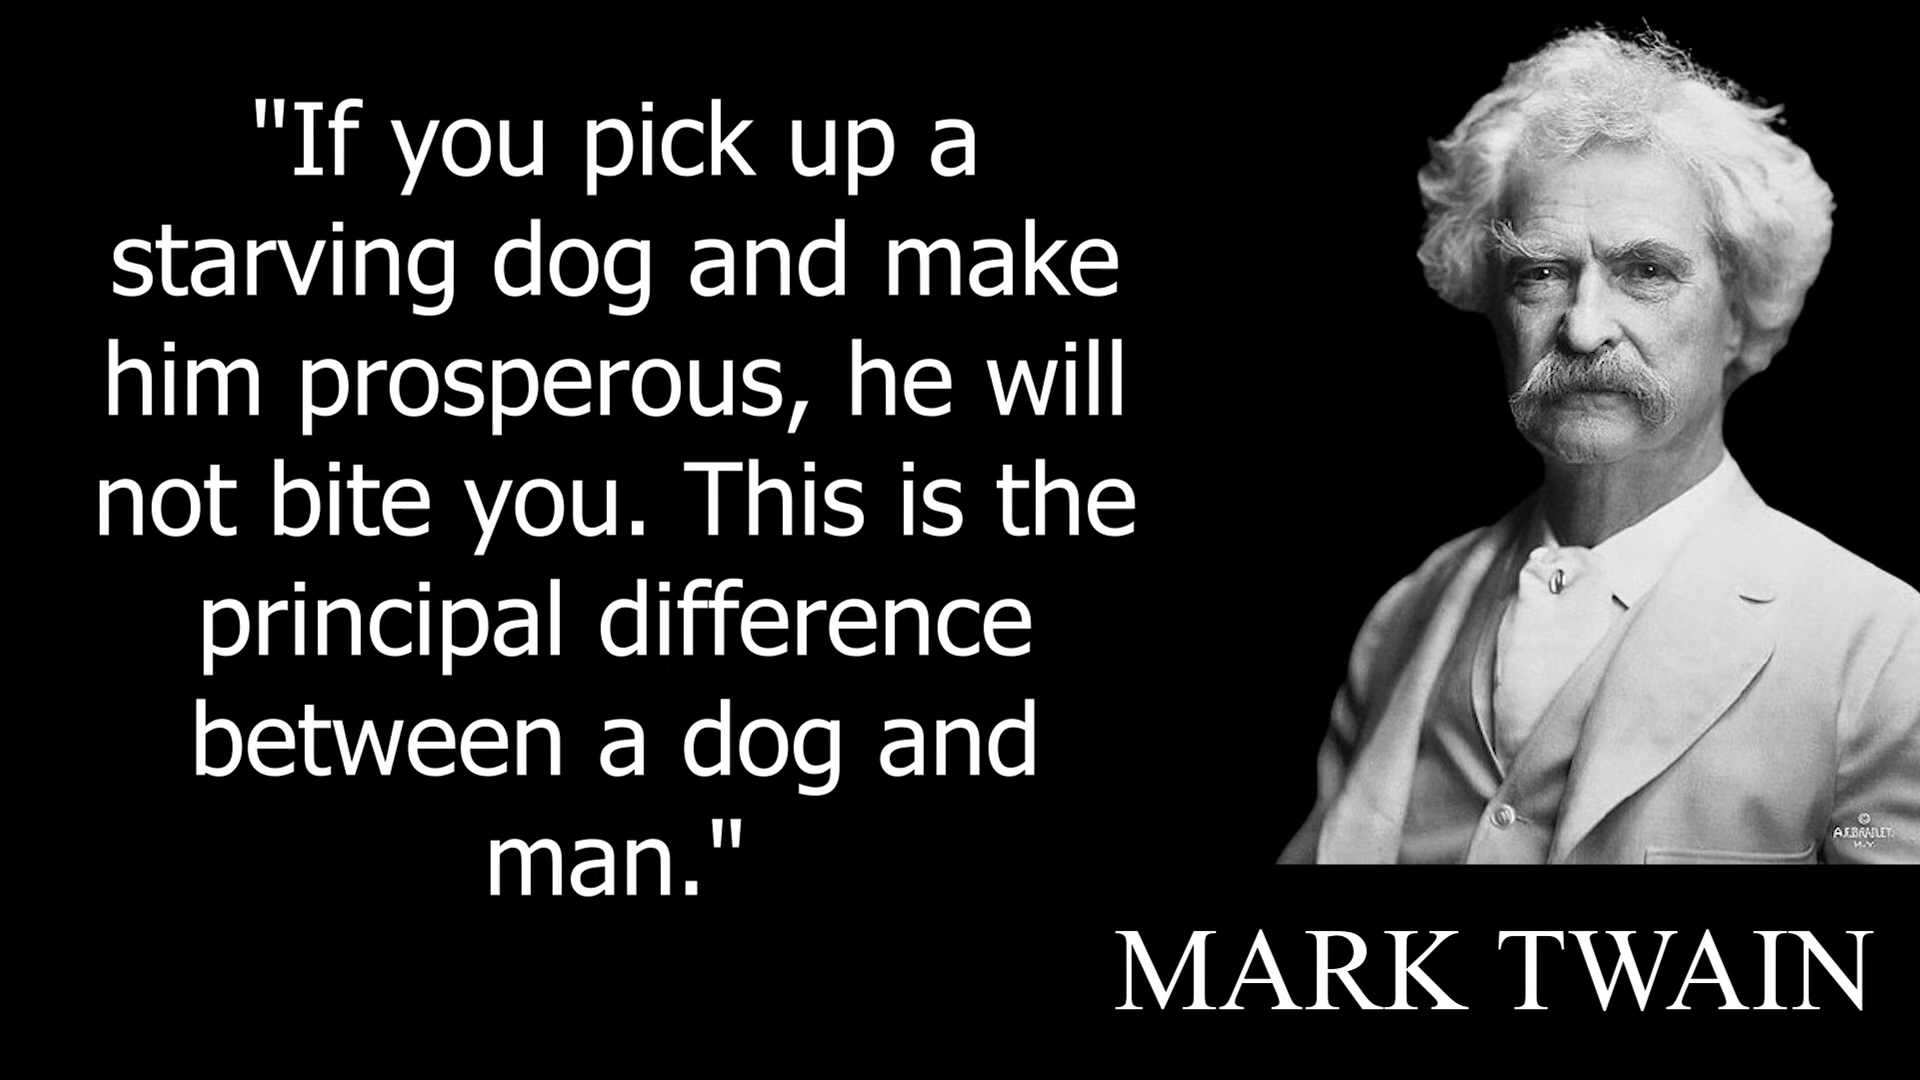 "If you pick up a
starving dog and make
him prosperous, he will
not bite you. This is the
principal difference
between a dog and
man."
©
A.F. BRADLEY.
N.Y.
MARK TWAIN